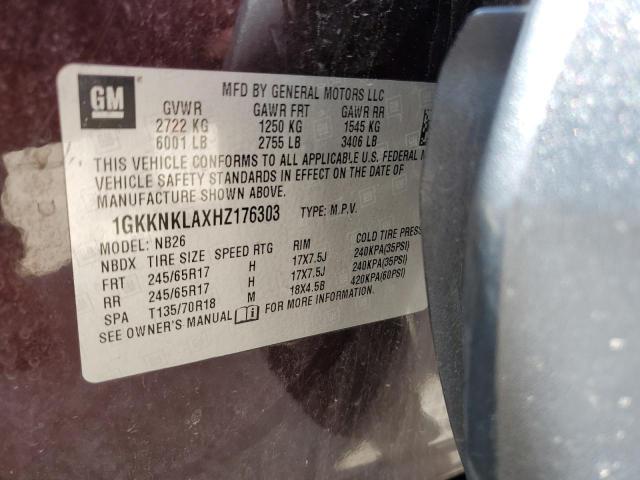 GM
MFD BY GENERAL MOTORS LLC
GVWR GAWR FRT GAWR RR
2722 KG 1250 KG 1545 KG
6001 LB 2755 LB 3406 LB
THIS VEHICLE CONFORMS TO ALL APPLICABLE U.S. FEDERAL
VEHICLE SAFETY STANDARDS IN EFFECT ON THE DATE OF
MANUFACTURE SHOWN ABOVE.
1GKKNKLAXHZ176303 TYPE: M.P.V.
MODEL: NB26
NBDX TIRE SIZE SPEED RTG RIM COLD TIRE PRES
FRT 245/65R17 H 17X7.5J 240KPA(35PSI)
RR 245/65R17 H 17X7.5J 240KPA(35PSI)
SPA T135/70R18 M 18X4.5B 420KPA(60PSI)
SEE OWNER'S MANUAL FOR MORE INFORMATION